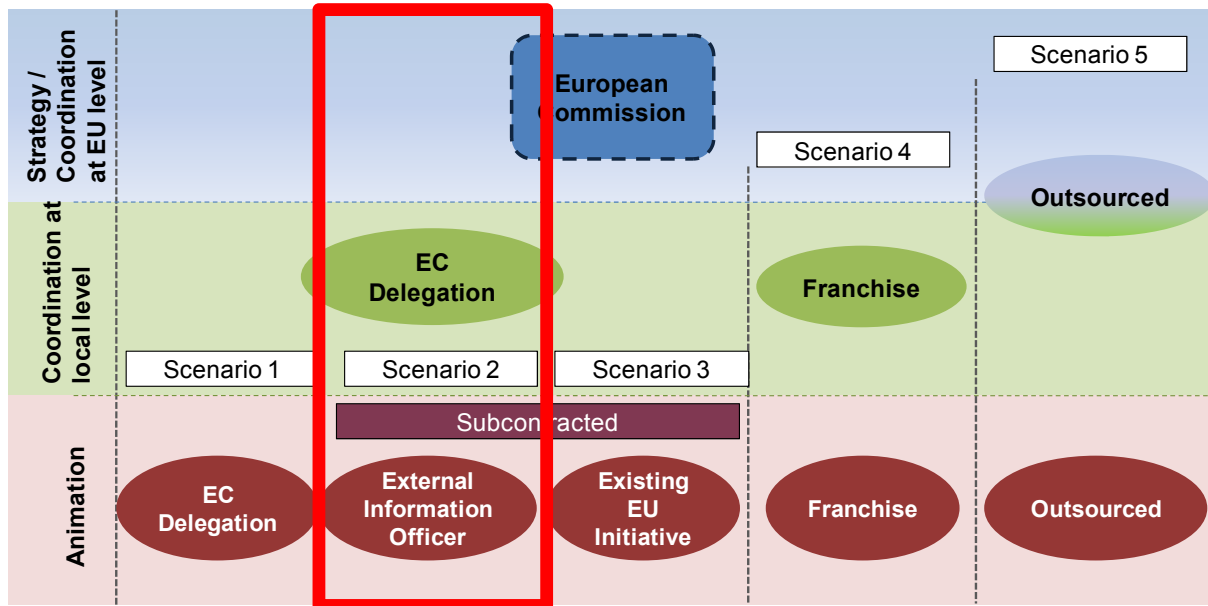 Strategy /
Coordination
at EU level
European
Commission
Scenario 5
Scenario 4
Outsourced
Coordination at
local level
EC
Delegation
Franchise
Scenario 1
Scenario 2
Scenario 3
Animation
Subcontracted
EC
Delegation
External
Information
Officer
Existing
EU
Initiative
Franchise
Outsourced